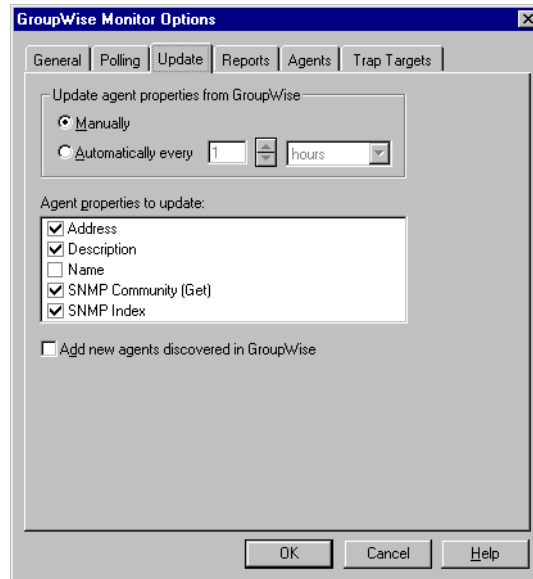 GroupWise Monitor Options
General Polling Update Reports Agents Trap Targets
Update agent properties from GroupWise
Manually
Automatically every 1 hours
Agent properties to update:
Address
Description
Name
SNMP Community (Get)
SNMP Index
Add new agents discovered in GroupWise
OK Cancel Help